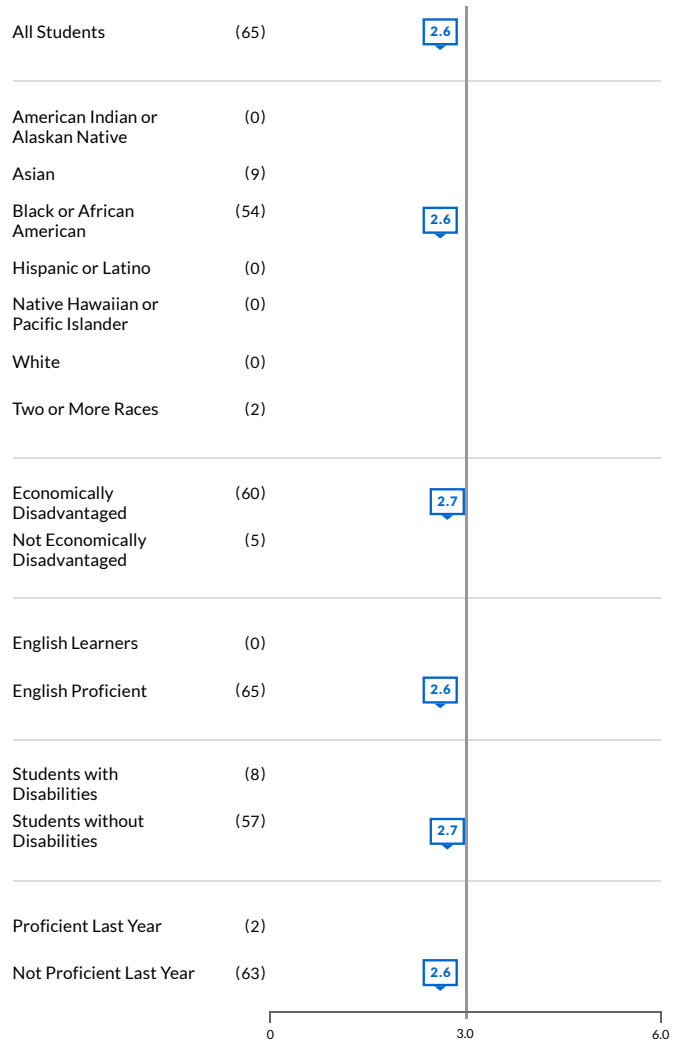 All Students (65) 2.6
American Indian or (0)
Alaskan Native
Asian (9)
Black or African (54) 2.6
American
Hispanic or Latino (0)
Native Hawaiian or (0)
Pacific Islander
White (0)
Two or More Races (2)
Economically (60) 2.7
Disadvantaged
Not Economically (5)
Disadvantaged
English Learners (0)
English Proficient (65) 2.6
Students with (8)
Disabilities
Students without (57) 2.7
Disabilities
Proficient Last Year (2)
Not Proficient Last Year (63) 2.6
0 3.0 6.0